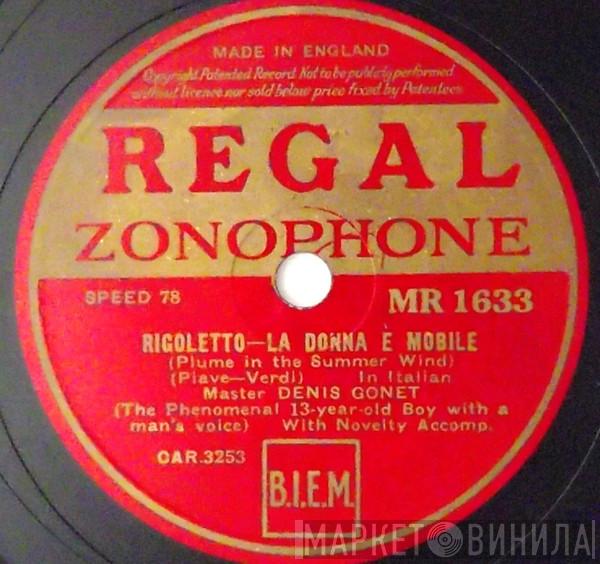 MADE IN ENGLAND
Copyright Patented Record Not to be publicly performed
without licence nor sold below price fixed by Patentees
REGAL
ZONOPHONE
SPEED 78
MR 1633
RIGOLETTO—LA DONNA È MOBILE
(Plume in the Summer Wind)
(Piave—Verdi) In Italian
Master DENIS GONET
(The Phenomenal 13-year-old Boy with a
man's voice) With Novelty Accomp.
CAR.3253
B.I.E.M.
МАРКЕТ ВИНИЛА